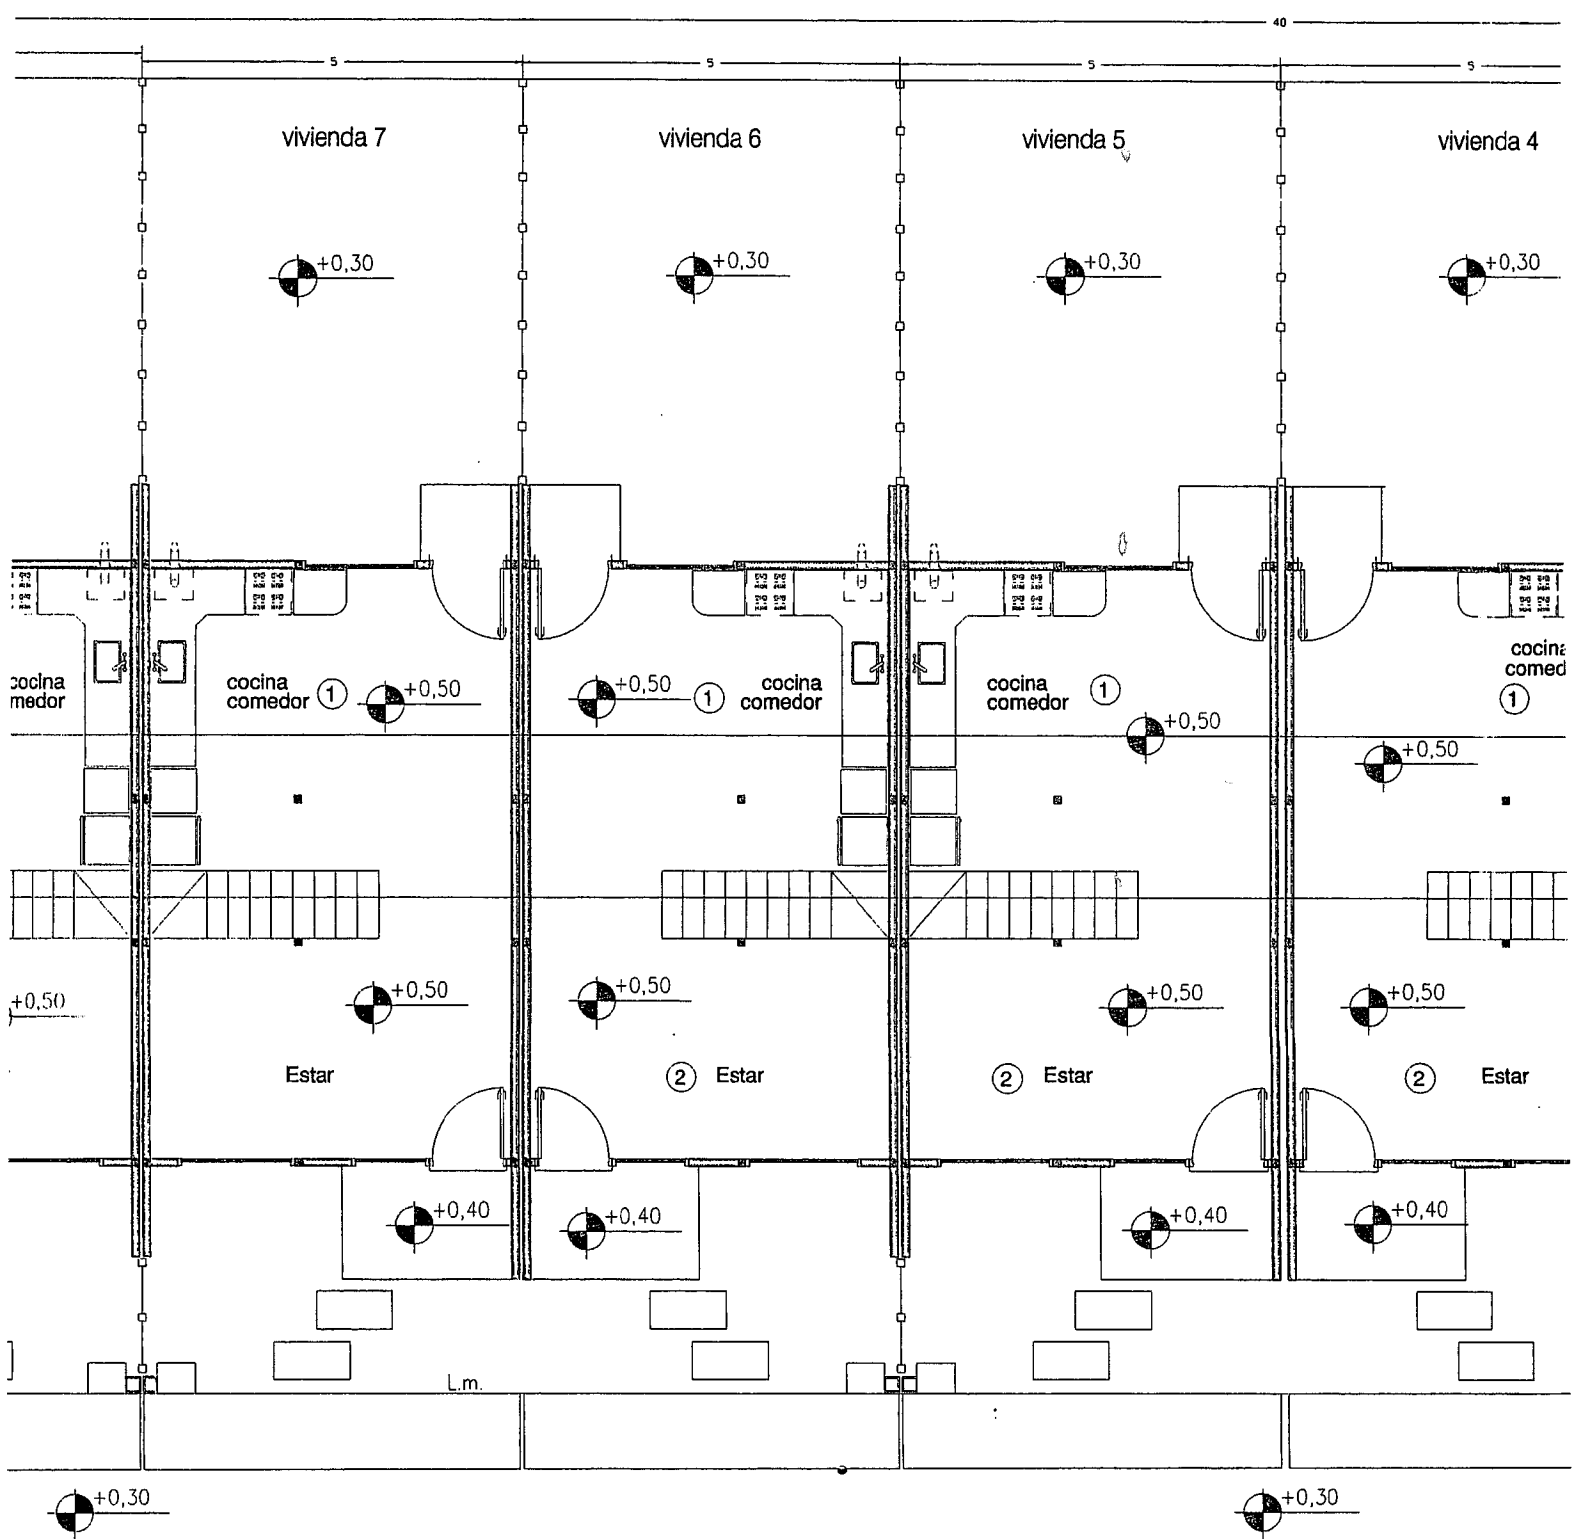 40
5
5
5
5
vivienda 7
vivienda 6
vivienda 5
vivienda 4
+0,30
+0,30
+0,30
+0,30
cocina
medor
cocina
comedor
1
+0,50
+0,50
1
cocina
comedor
cocina
comedor
1
+0,50
cocina
comed
1
+0,50
+0,50
+0,50
+0,50
+0,50
+0,50
Estar
2
Estar
2
Estar
2
Estar
+0,40
+0,40
+0,40
+0,40
L.m.
+0,30
+0,30